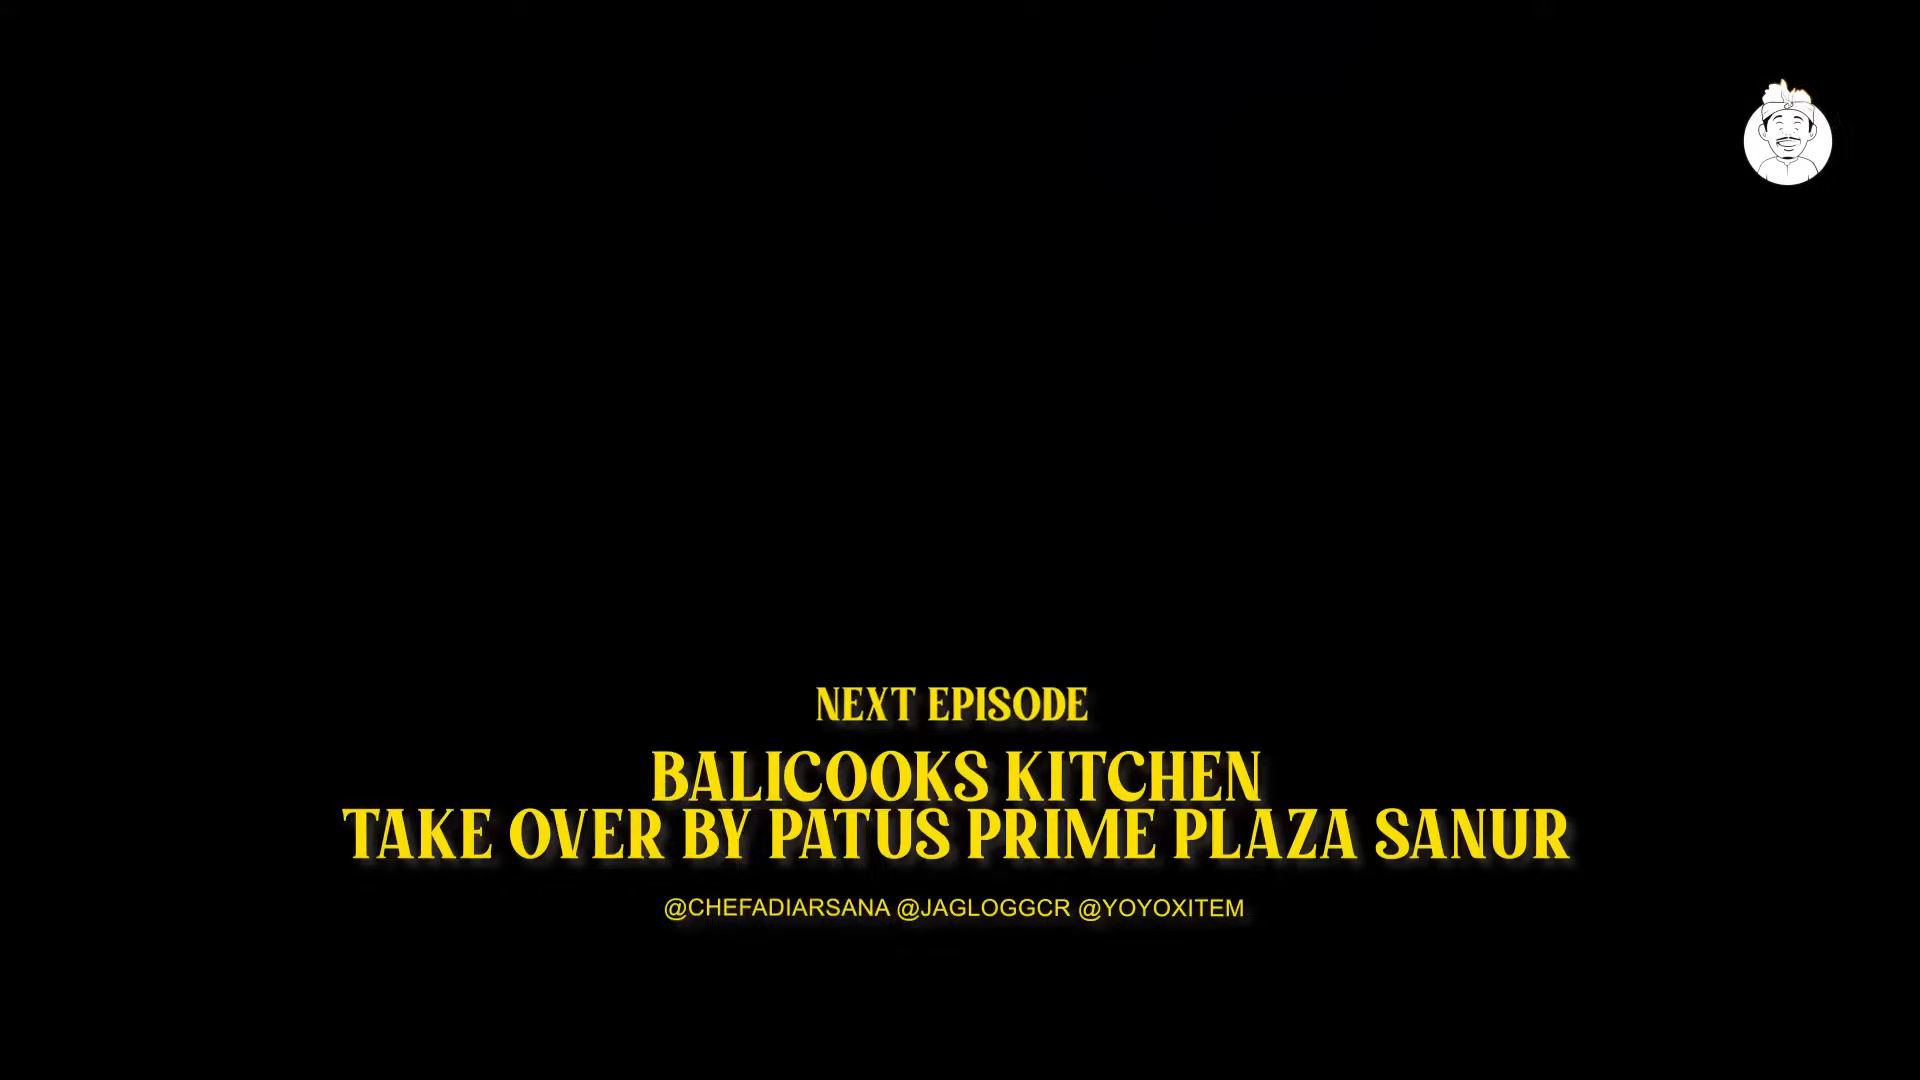 NEXT EPISODE
BALICOOKS KITCHEN
TAKE OVER BY PATUS PRIME PLAZA SANUR
@CHEFADIARSANA @JAGLOGGCR @YOYOXITEM